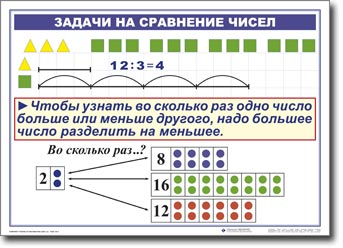 ЗАДАЧИ НА СРАВНЕНИЕ ЧИСЕЛ
12:3=4
►Чтобы узнать во сколько раз одно число
больше или меньше другого, надо большее
число разделить на меньшее.
Во сколько раз..?
8
2
16
12